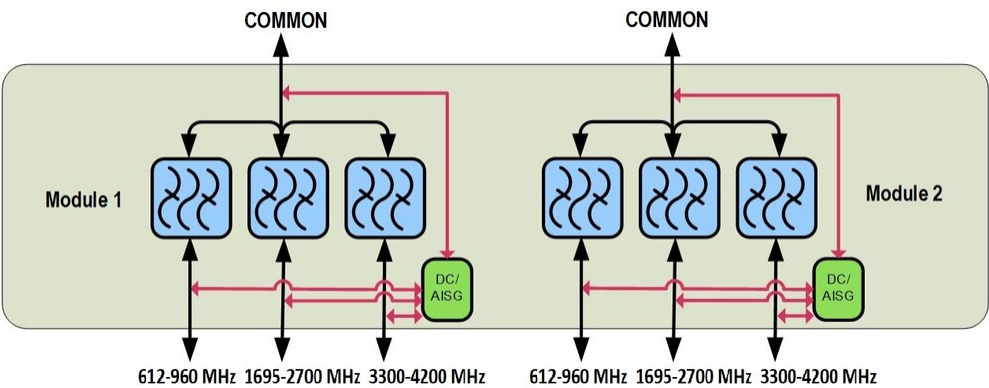 COMMON
COMMON
Module 1
Module 2
DC/
AISG
DC/
AISG
612-960 MHz 1695-2700 MHz 3300-4200 MHz
612-960 MHz 1695-2700 MHz 3300-4200 MHz